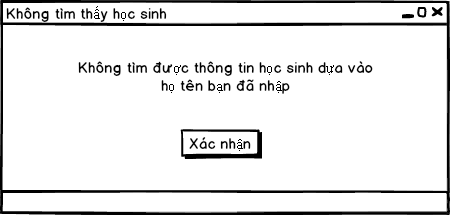 Không tìm thấy học sinh
Không tìm được thông tin học sinh dựa vào
họ tên bạn đã nhập
Xác nhận